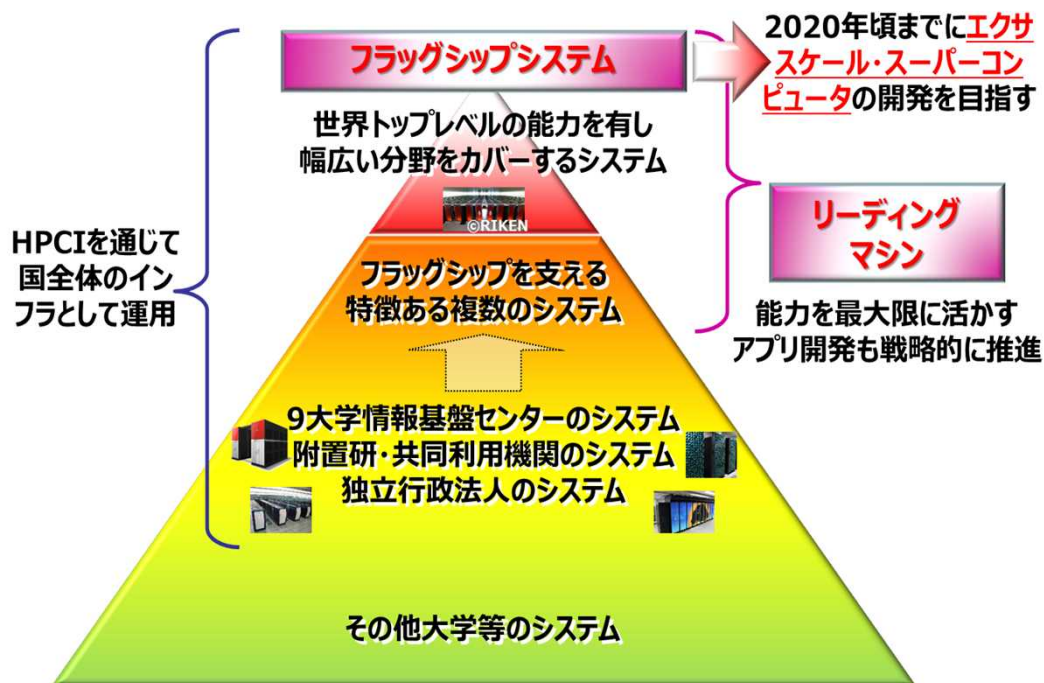 フラッグシップシステム
2020年頃までにエクサ
スケール・スーパーコン
ピュータの開発を目指す
世界トップレベルの能力を有し
幅広い分野をカバーするシステム
©RIKEN
リーディング
マシン
HPCIを通じて
国全体のイン
フラとして運用
フラッグシップを支える
特徴ある複数のシステム
能力を最大限に活かす
アプリ開発も戦略的に推進
9大学情報基盤センターのシステム
附置研・共同利用機関のシステム
独立行政法人のシステム
その他大学等のシステム